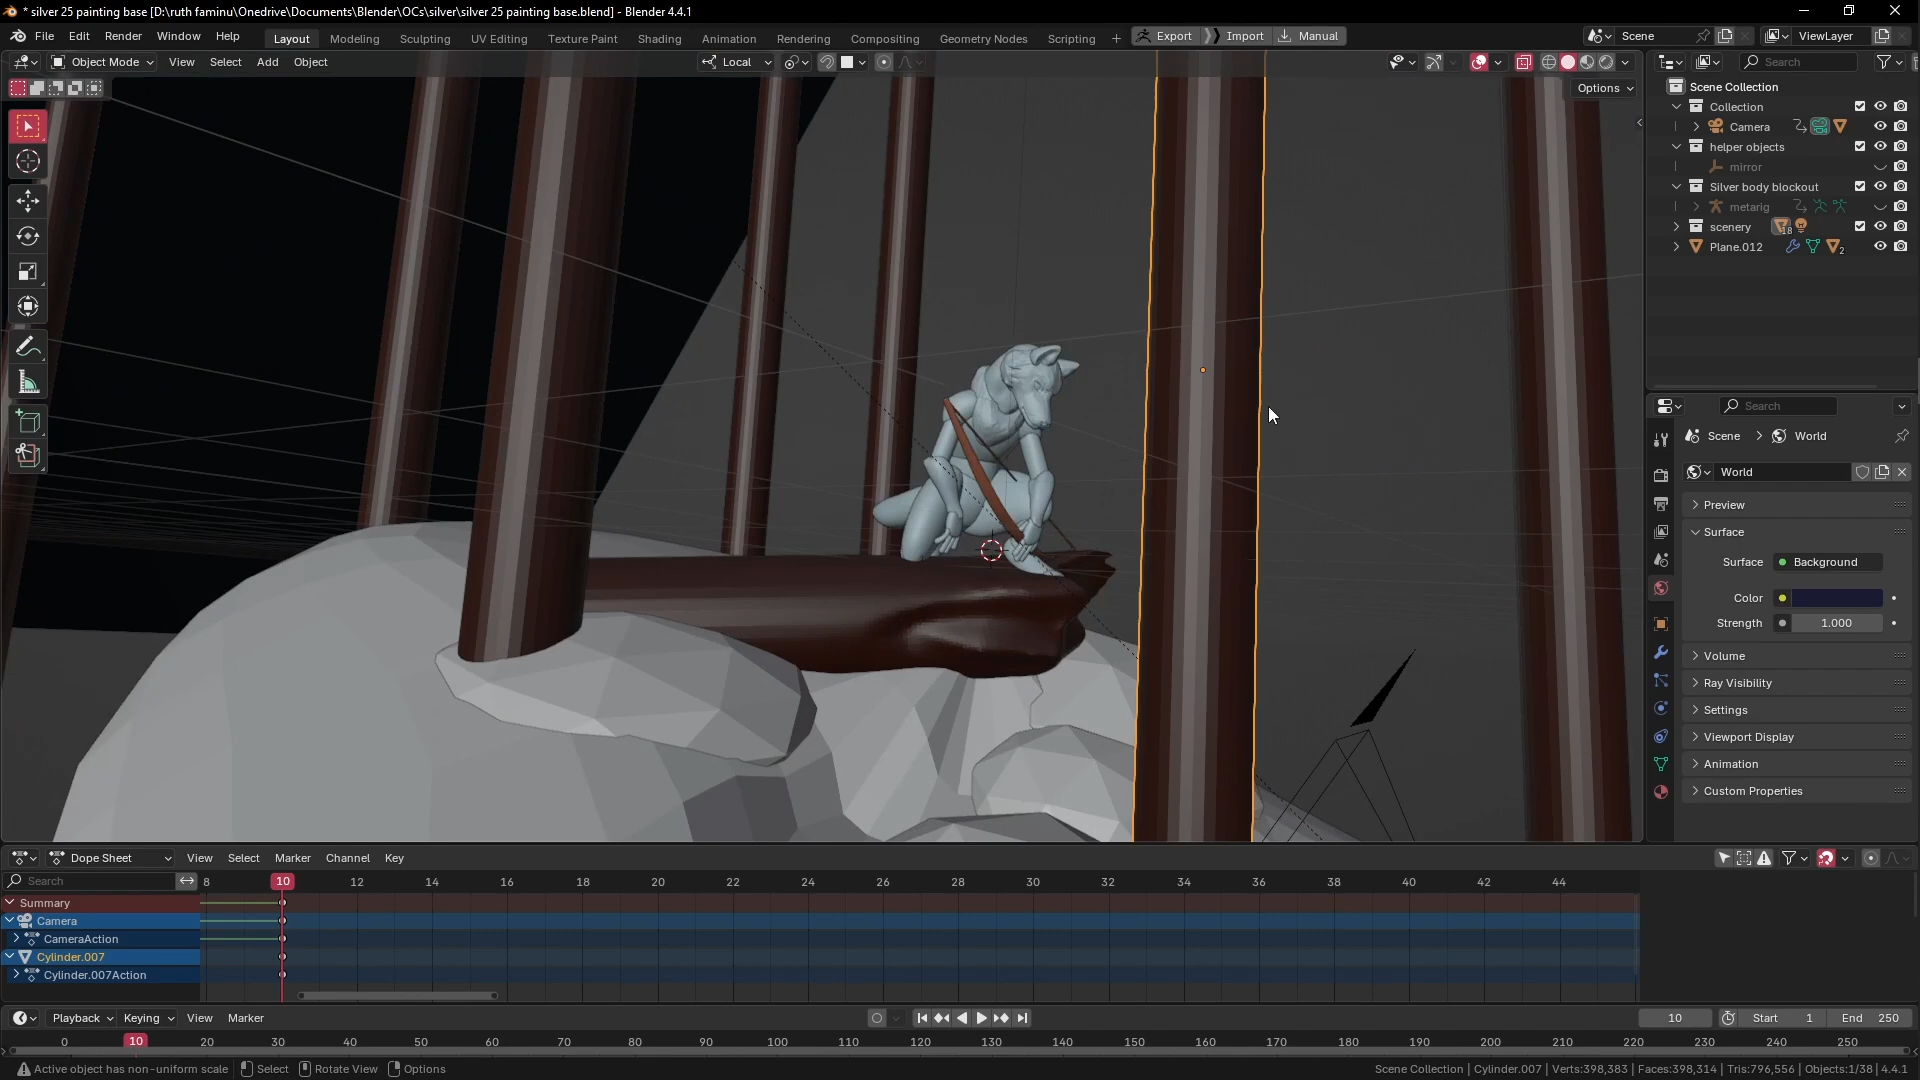 * silver 25 painting base [D:\ruth faminu\Onedrive\Documents\Blender\OCs\silver\silver 25 painting base.blend] - Blender 4.4.1
File Edit Render Window Help Layout Modeling Sculpting UV Editing Texture Paint Shading Animation Rendering Compositing Geometry Nodes Scripting + Export Import Manual Scene ViewLayer
Object Mode View Select Add Object Local Search
Options
Scene Collection
Collection
Camera
helper objects
mirror
Silver body blockout
metarig
scenery 18
Plane.012 2
Search
Scene > World
World
Preview
Surface
Surface Background
Color
Strength 1.000
Volume
Ray Visibility
Settings
Viewport Display
Animation
Custom Properties
Dope Sheet View Select Marker Channel Key
Search 8 10 12 14 16 18 20 22 24 26 28 30 32 34 36 38 40 42 44
Summary
Camera
CameraAction
Cylinder.007
Cylinder.007Action
Playback Keying View Marker 10 Start 1 End 250
0 10 20 30 40 50 60 70 80 90 100 110 120 130 140 150 160 170 180 190 200 210 220 230 240 250
Active object has non-uniform scale Select Rotate View Options Scene Collection | Cylinder.007 | Verts:398,383 | Faces:398,314 | Tris:796,556 | Objects:1/38 | 4.4.1